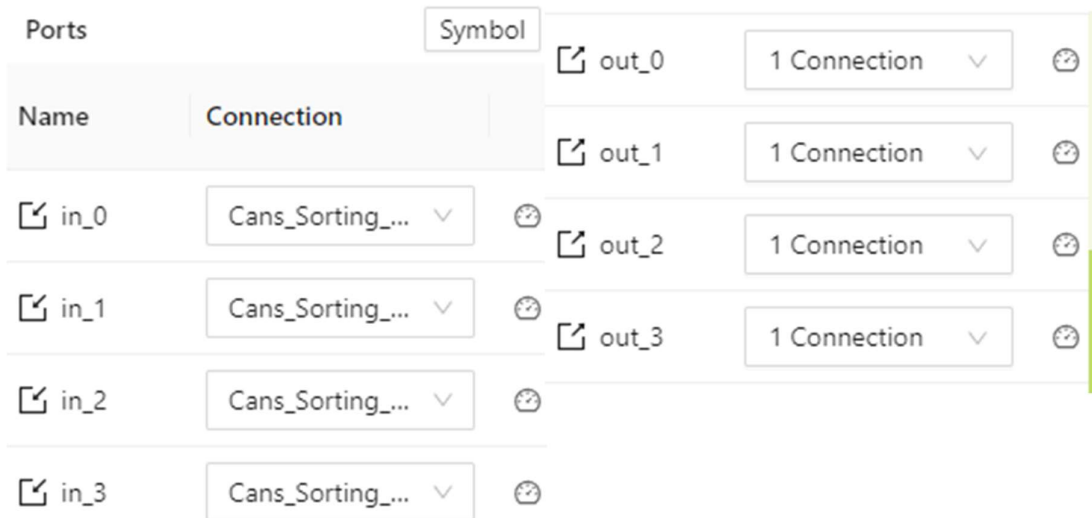 Ports Symbol
Name Connection
in_0 Cans_Sorting_...
in_1 Cans_Sorting_...
in_2 Cans_Sorting_...
in_3 Cans_Sorting_...
out_0 1 Connection
out_1 1 Connection
out_2 1 Connection
out_3 1 Connection